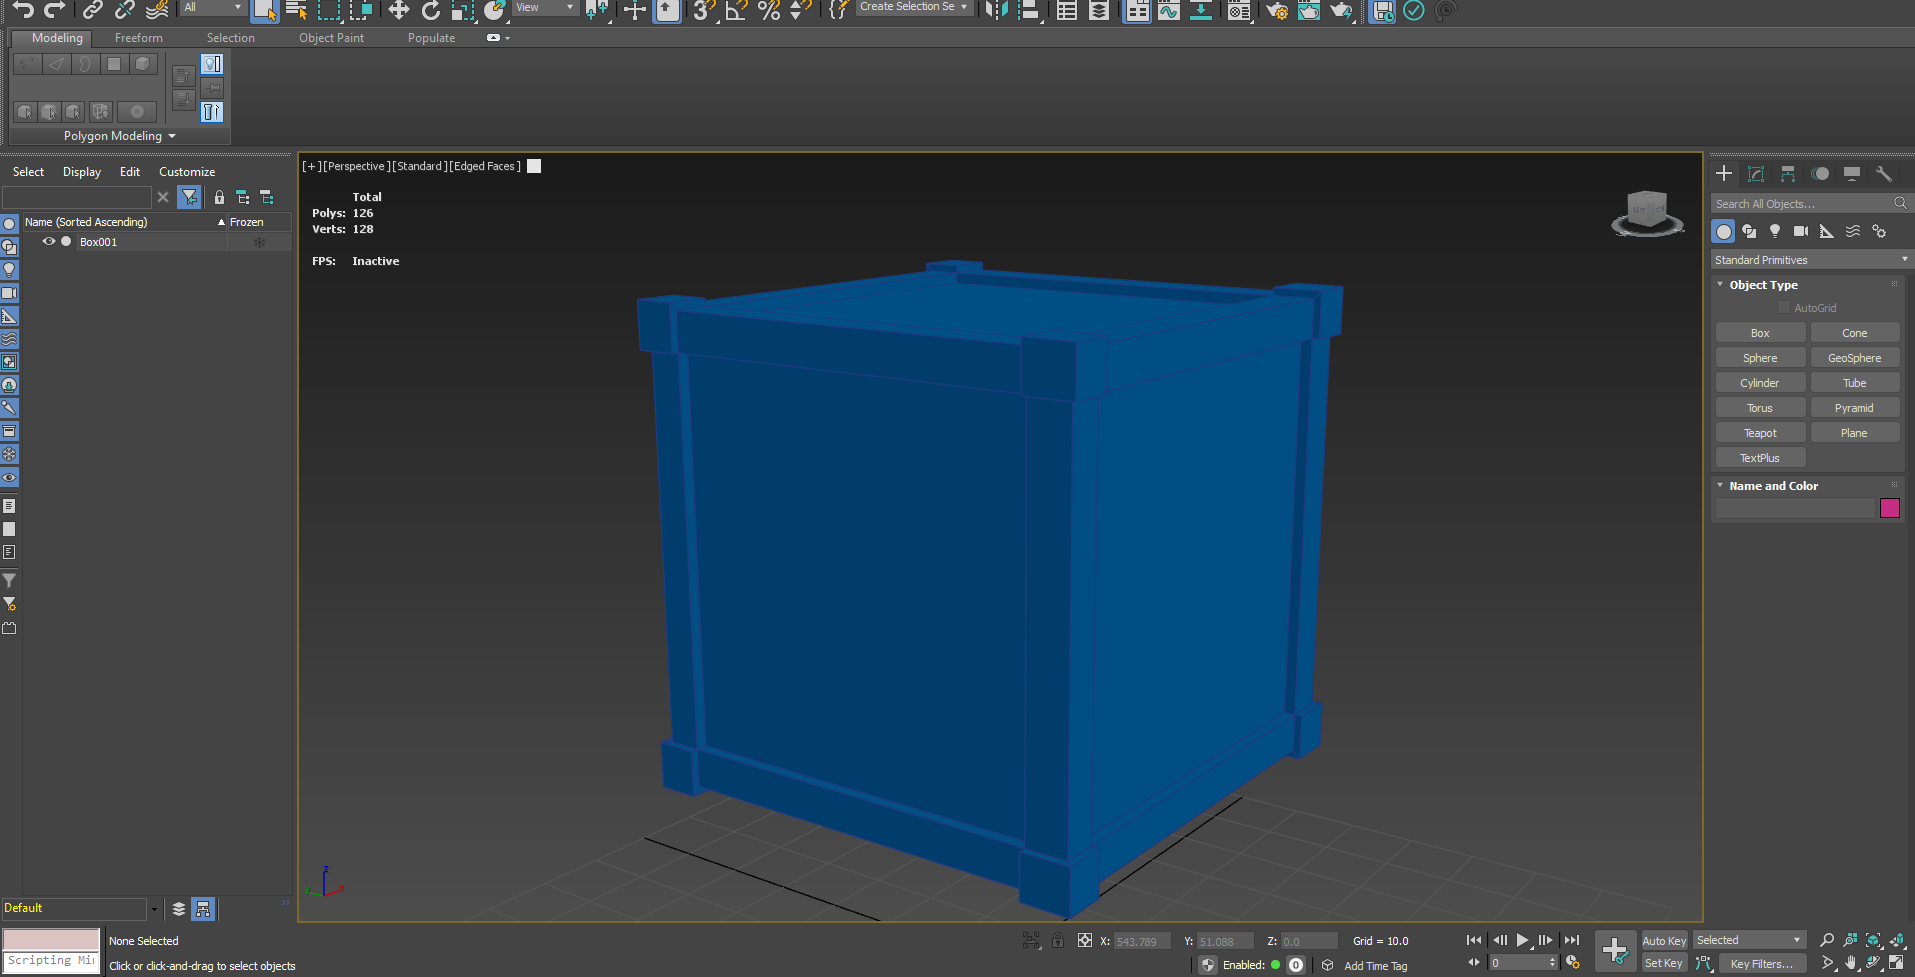 All
View
3
Create Selection Se
Modeling
Freeform
Selection
Object Paint
Populate
Polygon Modeling
Select
Display
Edit
Customize
Name (Sorted Ascending)
Frozen
Box001
[+][Perspective][Standard][Edged Faces]
Total
Polys: 126
Verts: 128
FPS: Inactive
Search All Objects...
Standard Primitives
Object Type
AutoGrid
Box
Cone
Sphere
GeoSphere
Cylinder
Tube
Torus
Pyramid
Teapot
Plane
TextPlus
Name and Color
z
x
y
Default
None Selected
Scripting Mi
Click or click-and-drag to select objects
X: 543.789
Y: 51.088
Z: 0.0
Grid = 10.0
Enabled:
0
Add Time Tag
0
Auto Key
Selected
Set Key
Key Filters...